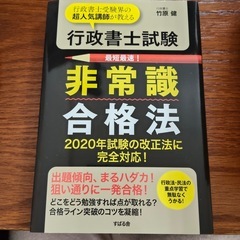 行政書士受験界の
超人気講師が教える
竹原 健
行政書士試験
最短最速!
非常識
合格法
2020年試験の改正法に
完全対応!
出題傾向、まるハダカ!
狙い通りに一発合格!
どこをどう勉強すれば点が取れる?
合格ライン突破のコツを凝縮!
行政法・民法の
重点学習で
無駄なく
うかる!
すばる舎